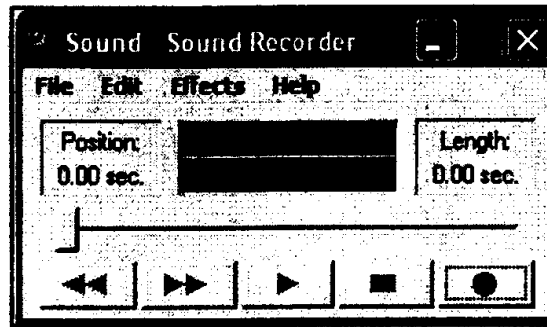 Sound Sound Recorder
File Edit Effects Help
Position: Length:
0.00 sec. 0.00 sec.